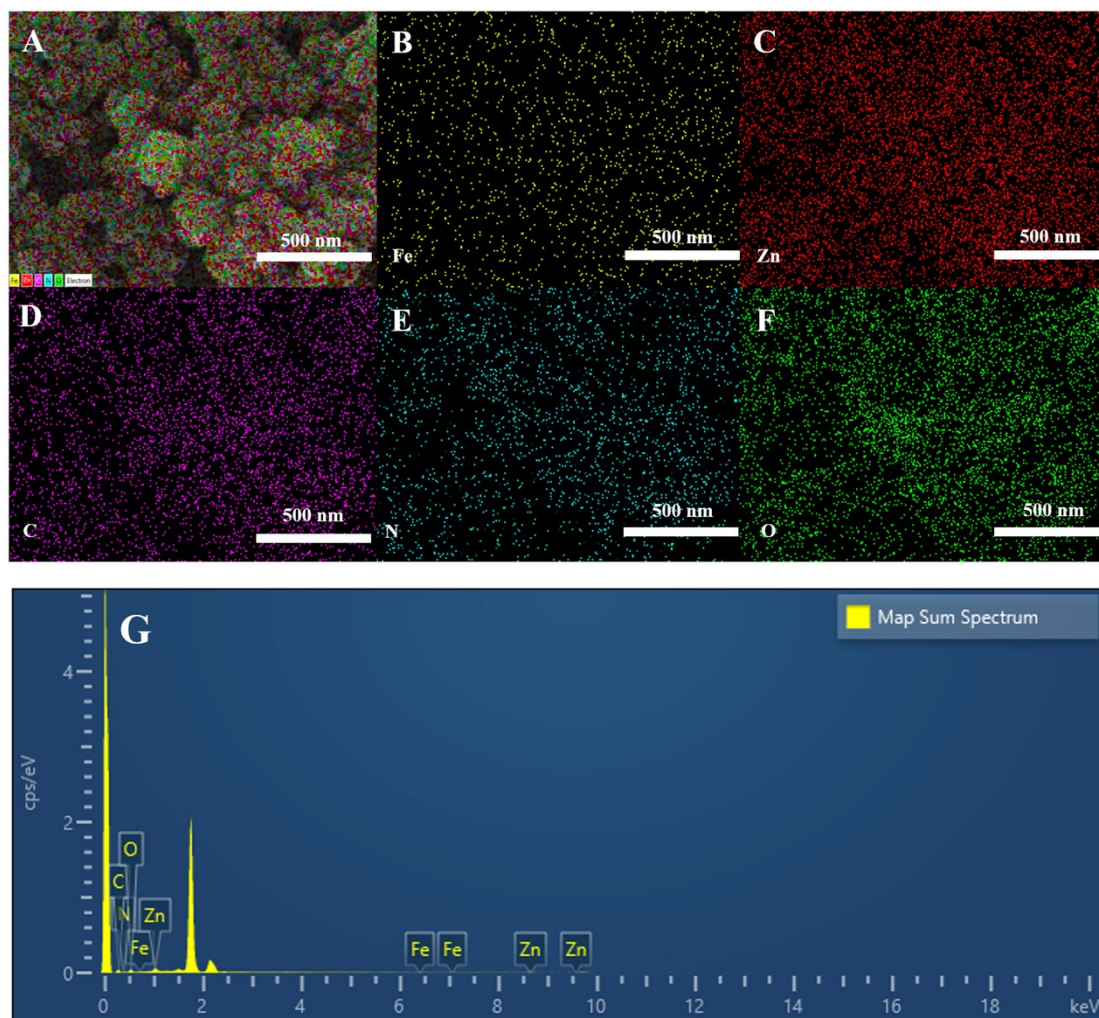 A
500 nm
Fe Zn C N O Electron
B
500 nm
Fe
C
500 nm
Zn
D
500 nm
C
E
500 nm
N
F
500 nm
O
G
Map Sum Spectrum
cps/eV
4
2
0
O
C
N
Zn
Fe
Fe
Fe
Zn
Zn
0 2 4 6 8 10 12 14 16 18 keV